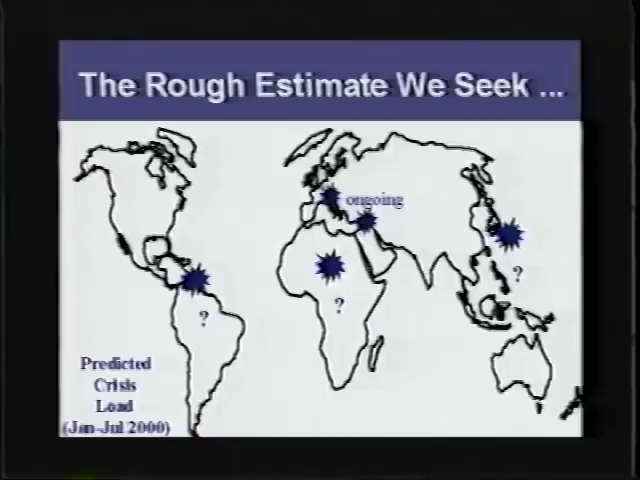 The Rough Estimate We Seek ...
ongoing
?
?
?
Predicted
Crisis
Load
(Jan-Jul 2000)